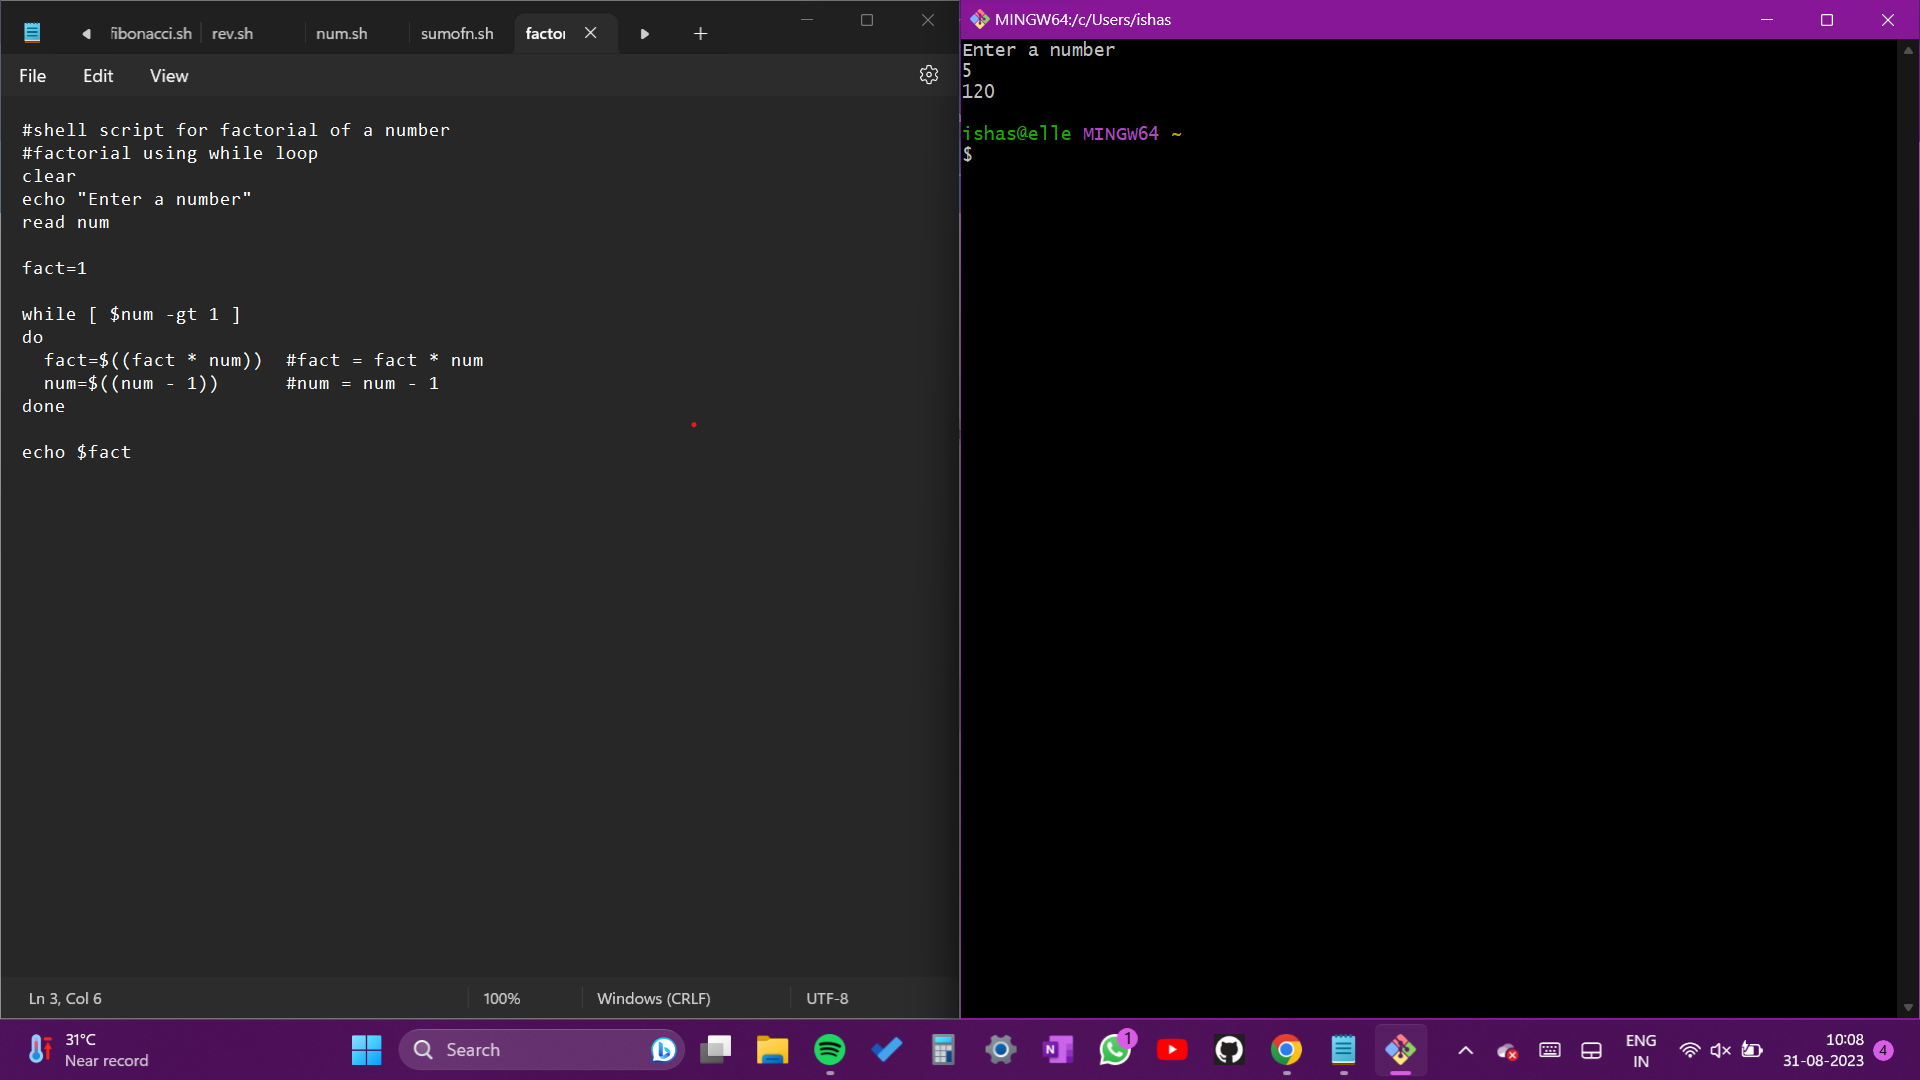 fibonacci.sh rev.sh num.sh sumofn.sh factor
File Edit View
#shell script for factorial of a number
#factorial using while loop
clear
echo "Enter a number"
read num
fact=1
while [ $num -gt 1 ]
do
fact=$((fact * num)) #fact = fact * num
num=$((num - 1)) #num = num - 1
done
echo $fact
Ln 3, Col 6 100% Windows (CRLF) UTF-8
MINGW64:/c/Users/ishas
Enter a number
5
120
ishas@elle MINGW64 ~
$
31°C
Near record
Search
1
ENG
IN
10:08
31-08-2023
4